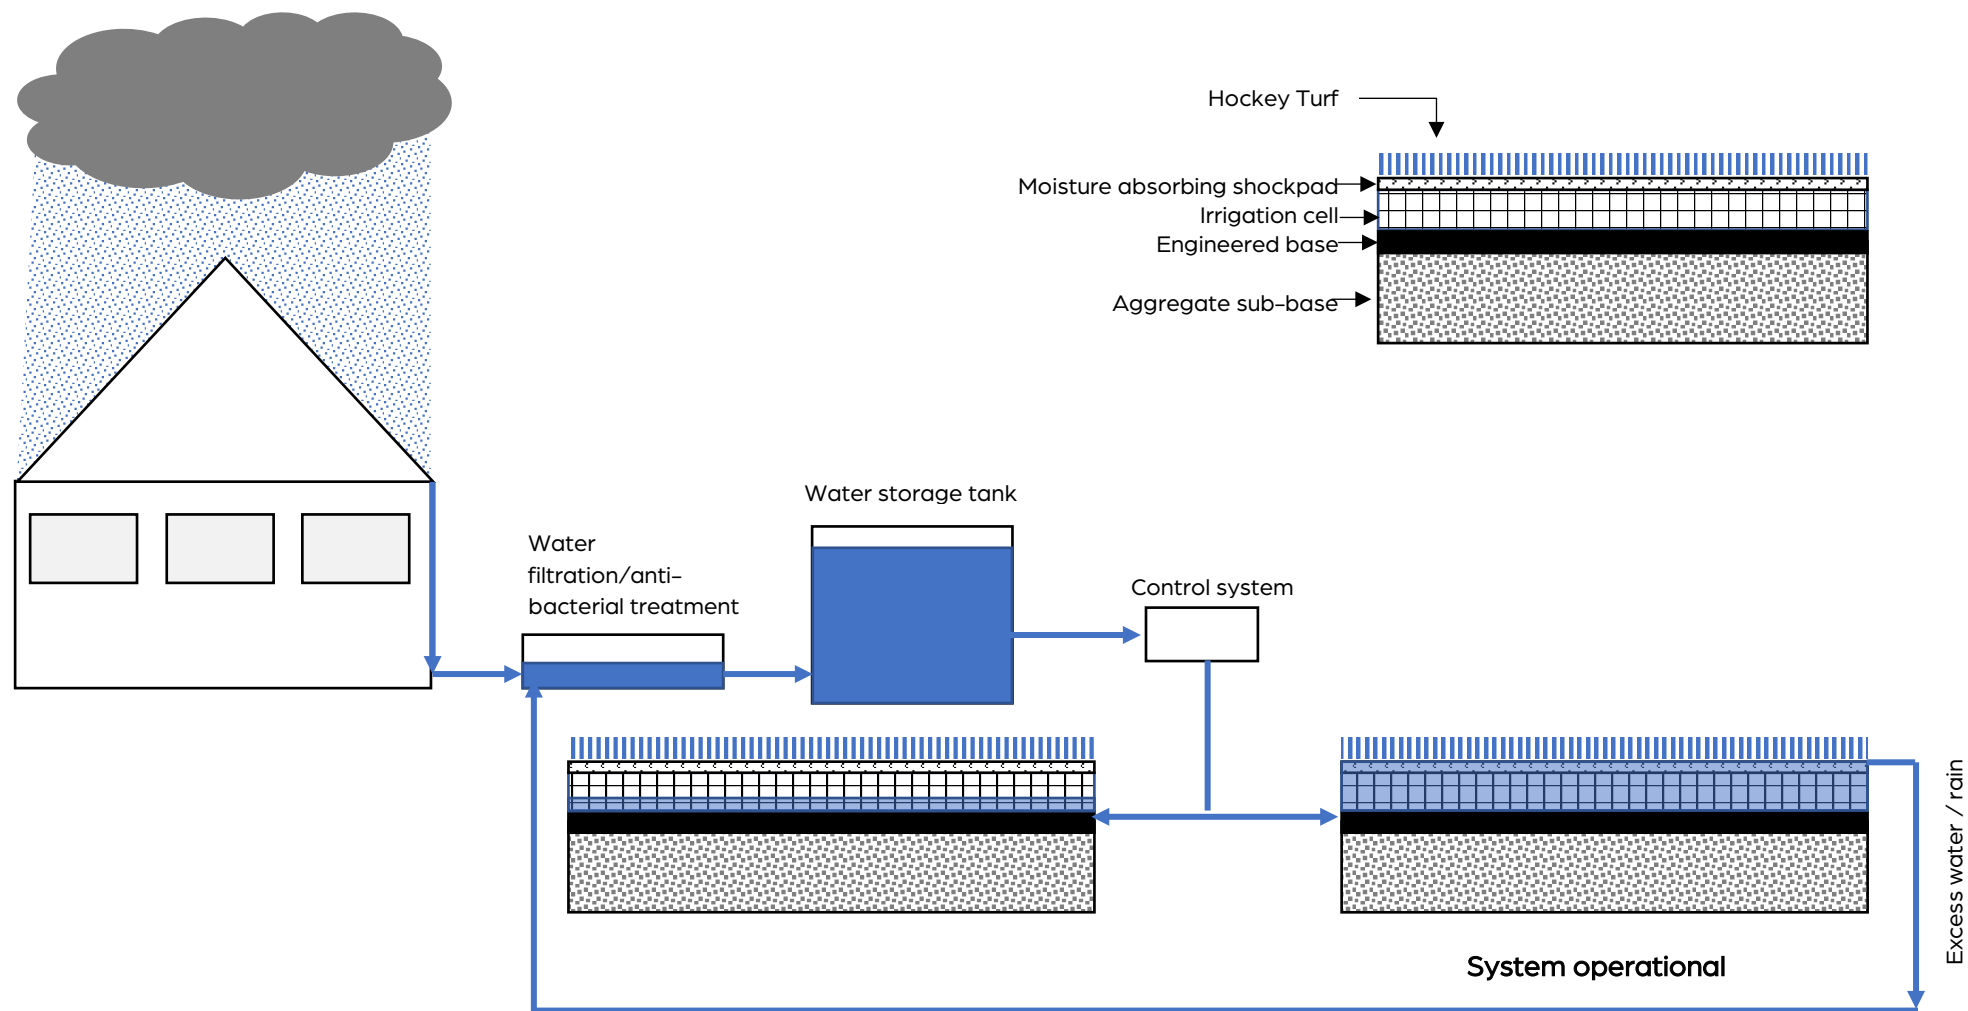 Hockey Turf
Moisture absorbing shockpad
Irrigation cell
Engineered base
Aggregate sub-base
Water storage tank
Water
filtration/anti-
bacterial treatment
Control system
Excess water / rain
System operational